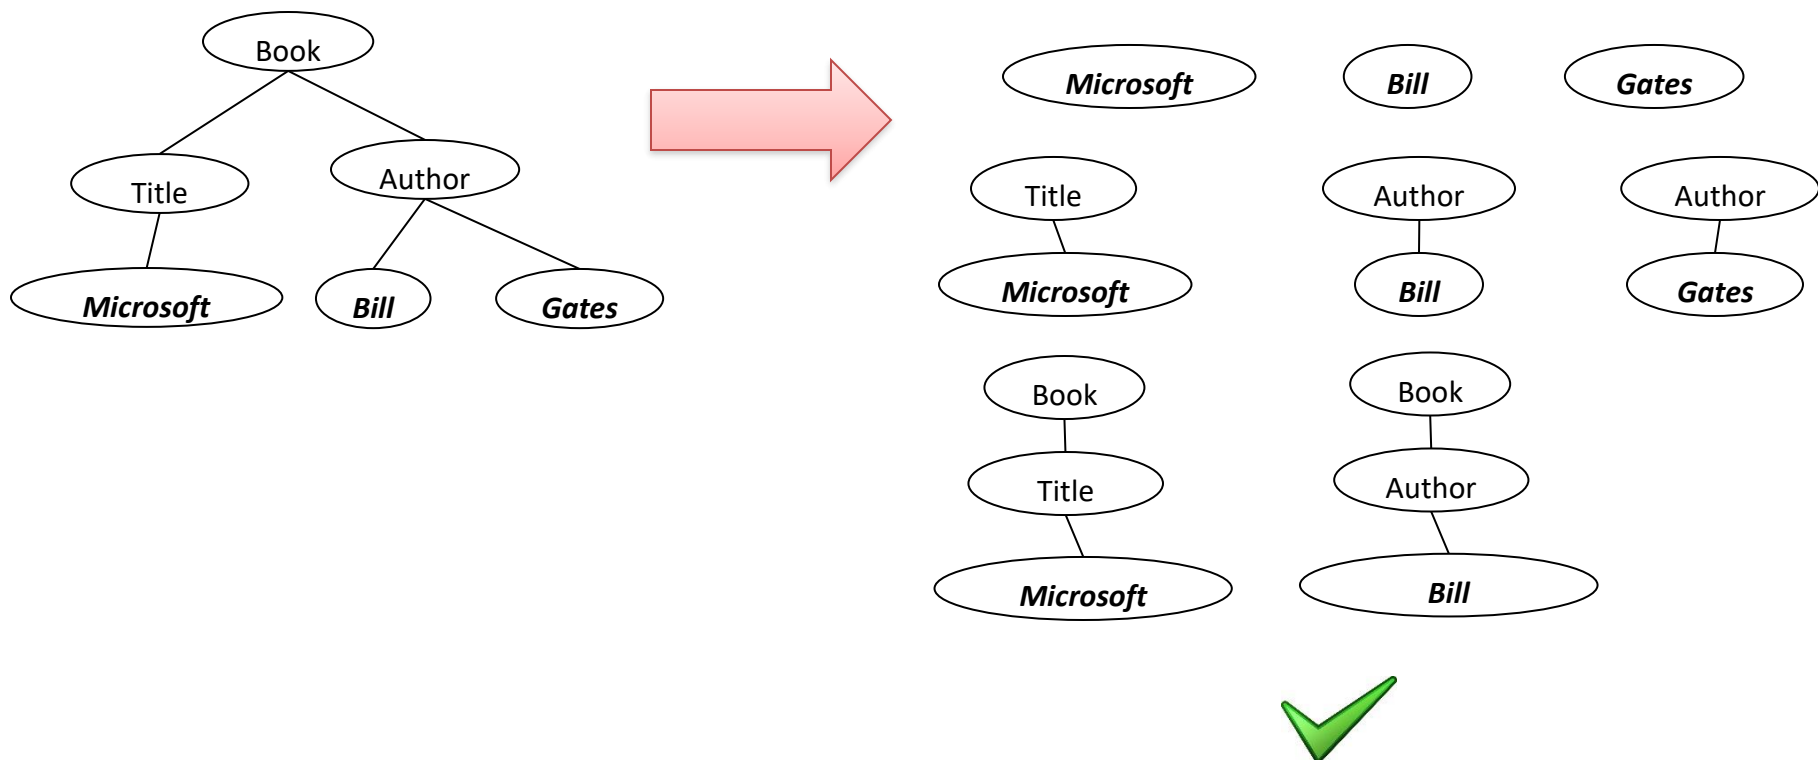 Book
Title
Author
Microsoft
Bill
Gates
Microsoft
Bill
Gates
Title
Author
Author
Microsoft
Bill
Gates
Book
Book
Title
Author
Microsoft
Bill